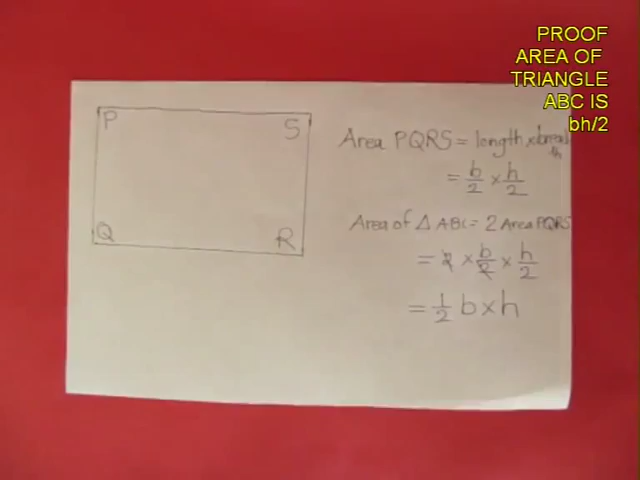 PROOF
AREA OF
TRIANGLE
ABC IS
bh/2
P
S
Q
R
Area PQRS = length × breadth
= b/2 × h/2
Area of △ ABC = 2 Area PQRS
= 2 × b/2 × h/2
= 1/2 b × h